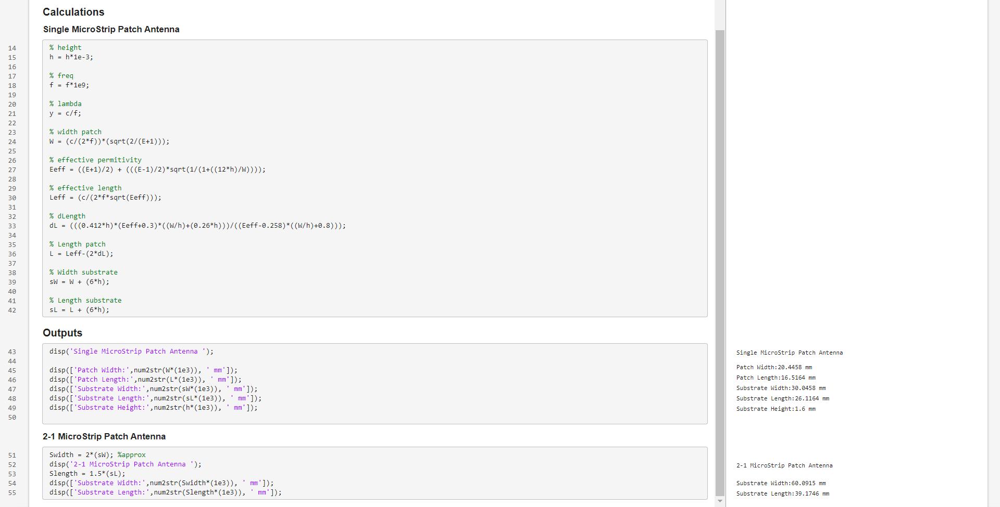 Calculations
Single MicroStrip Patch Antenna
14 % height
15 h = h*1e-3;
16
17 % freq
18 f = f*1e9;
19
20 % lambda
21 y = c/f;
22
23 % width patch
24 W = (c/(2*f))*(sqrt(2/(E+1)));
25
26 % effective permitivity
27 Eeff = ((E+1)/2) + (((E-1)/2)*sqrt(1/(1+((12*h)/W))));
28
29 % effective length
30 Leff = (c/(2*f*sqrt(Eeff)));
31
32 % dLength
33 dL = (((0.412*h)*(Eeff+0.3)*((W/h)+(0.26*h)))/((Eeff-0.258)*((W/h)+0.8)));
34
35 % Length patch
36 L = Leff-(2*dL);
37
38 % Width substrate
39 sW = W + (6*h);
40
41 % Length substrate
42 sL = L + (6*h);
Outputs
43 disp('Single MicroStrip Patch Antenna ');
44
45 disp(['Patch Width:',num2str(W*(1e3)), ' mm']);
46 disp(['Patch Length:',num2str(L*(1e3)), ' mm']);
47 disp(['Substrate Width:',num2str(sW*(1e3)), ' mm']);
48 disp(['Substrate Length:',num2str(sL*(1e3)), ' mm']);
49 disp(['Substrate Height:',num2str(h*(1e3)), ' mm']);
50
Single MicroStrip Patch Antenna
Patch Width:20.4458 mm
Patch Length:16.5164 mm
Substrate Width:30.0458 mm
Substrate Length:26.1164 mm
Substrate Height:1.6 mm
2-1 MicroStrip Patch Antenna
51 Swidth = 2*(sW); %approx
52 disp('2-1 MicroStrip Patch Antenna ');
53 Slength = 1.5*(sL);
54 disp(['Substrate Width:',num2str(Swidth*(1e3)), ' mm']);
55 disp(['Substrate Length:',num2str(Slength*(1e3)), ' mm']);
2-1 MicroStrip Patch Antenna
Substrate Width:60.0915 mm
Substrate Length:39.1746 mm